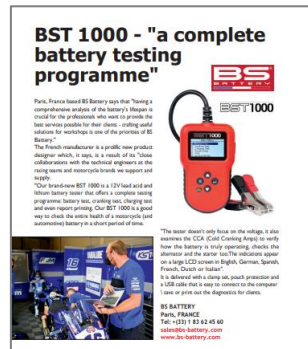 BST 1000 - "a complete
battery testing
programme"
Paris, France based BS Battery says that "having a
comprehensive analysis of the battery's lifespan is
crucial for the professionals who want to provide the
best services possible for their clients - crafting useful
solutions for workshops is one of the priorities of BS
Battery."
The French manufacturer is a prolific new product
designer which, it says, is a result of its "close
collaborations with the technical engineers at the
racing teams and motorcycle brands we support and
supply.
"Our brand-new BST 1000 is a 12V lead acid and
lithium battery tester that offers a complete testing
programme: battery test, cranking test, charging test
and even report printing. Our BST 1000 is a good
way to check the entire health of a motorcycle (and
automotive) battery in a short period of time.
BS
BATTERY
BST1000
"The tester doesn't only focus on the voltage, it also
examines the CCA (Cold Cranking Amps) to verify
how the battery is truly operating, checks the
alternator and the starter too. The indications appear
on a large LCD screen in English, German, Spanish,
French, Dutch or Italian".
It is delivered with a clamp set, pouch protection and
a USB cable that is easy to connect to the computer
save or print out the diagnostics for clients.
BS BATTERY
Paris, FRANCE
Tel: +(33) 1 83 62 45 60
sales@bs-battery.com
www.bs-battery.com